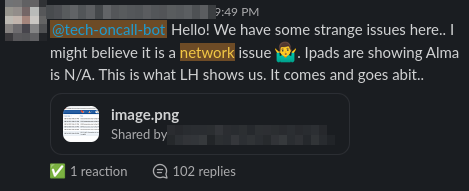 9:49 PM
@tech-oncall-bot Hello! We have some strange issues here.. I
might believe it is a network issue 🤷‍♂️. Ipads are showing Alma
is N/A. This is what LH shows us. It comes and goes abit..
image.png
Shared by
✅ 1 reaction 102 replies